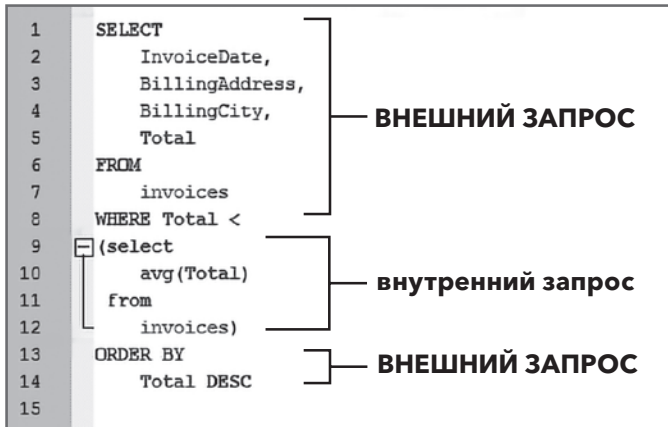 1 SELECT
2 InvoiceDate,
3 BillingAddress,
4 BillingCity,
5 Total
6 FROM
7 invoices
8 WHERE Total <
9 (select
10 avg(Total)
11 from
12 invoices)
13 ORDER BY
14 Total DESC
15
ВНЕШНИЙ ЗАПРОС
внутренний запрос
ВНЕШНИЙ ЗАПРОС